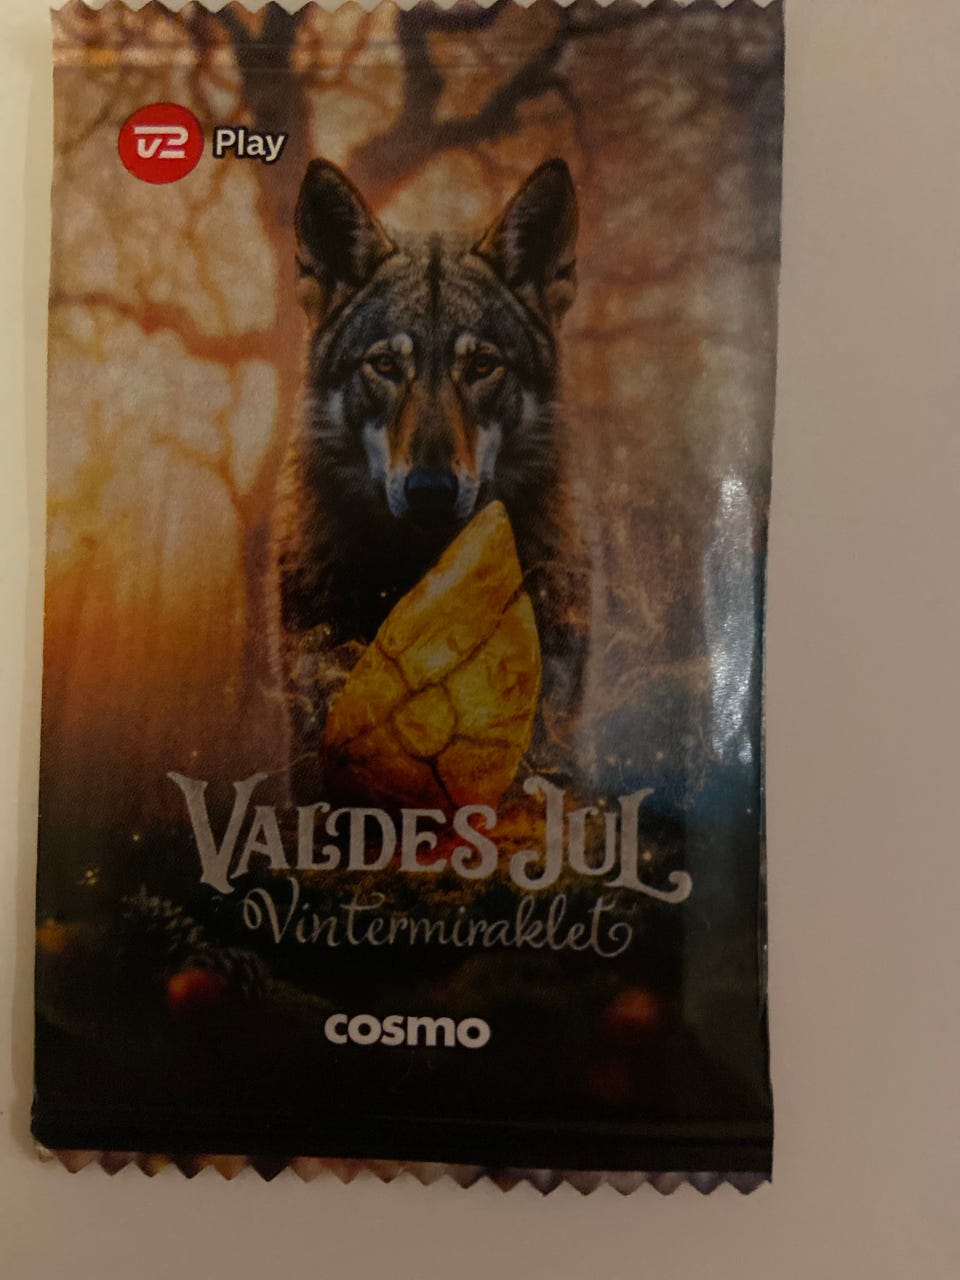 TV2 Play
VALDES JUL
Vintermiraklet
cosmo